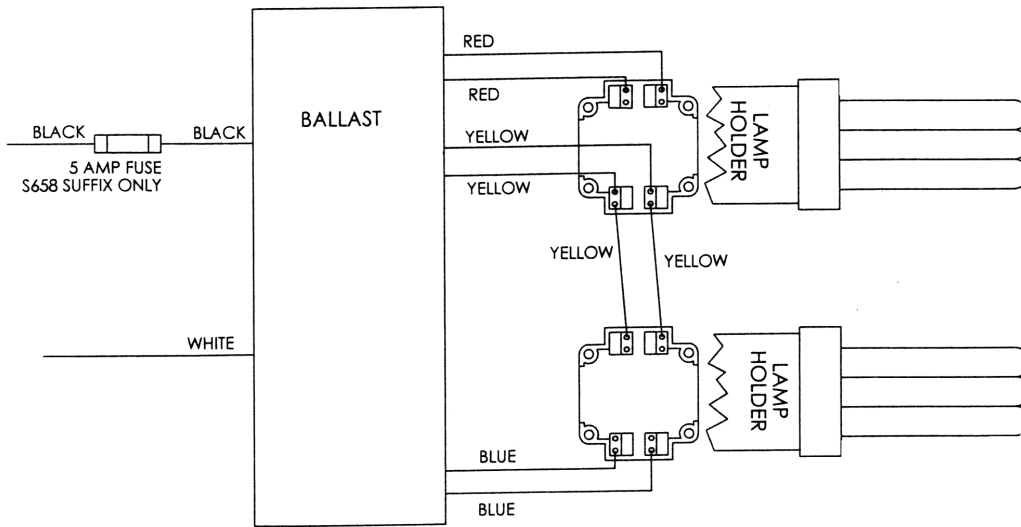 RED
BALLAST
RED
BLACK
BLACK
5 AMP FUSE
S658 SUFFIX ONLY
YELLOW
YELLOW
LAMP
HOLDER
YELLOW
YELLOW
WHITE
LAMP
HOLDER
BLUE
BLUE